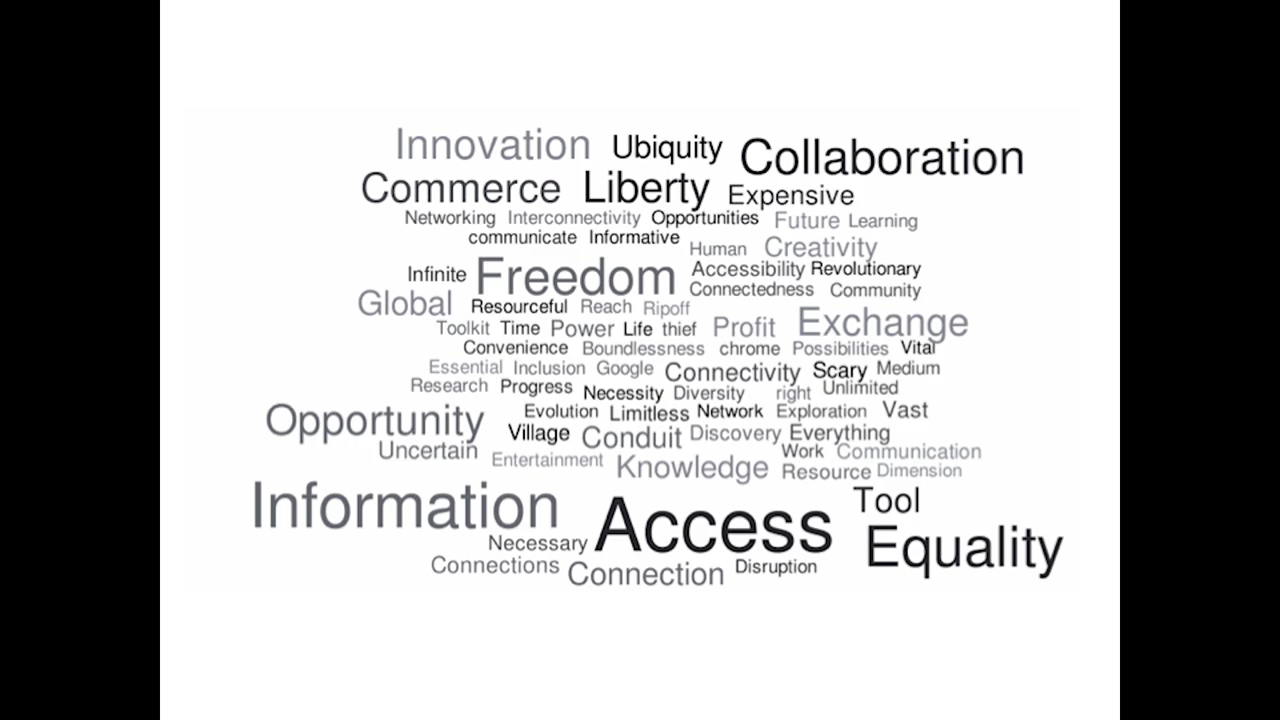 Innovation Ubiquity Collaboration
Commerce Liberty Expensive
Networking Interconnectivity Opportunities Future Learning
communicate Informative Human Creativity
Infinite Freedom Accessibility Revolutionary
Connectedness Community
Global Resourceful Reach Ripoff Exchange
Toolkit Time Power Life thief Profit
Convenience Boundlessness chrome Possibilities Vital
Essential Inclusion Google Connectivity Scary Medium
Research Progress Necessity Diversity right Unlimited
Opportunity Evolution Limitless Network Exploration Vast
Village Conduit Discovery Everything
Uncertain Entertainment Knowledge Work Communication
Resource Dimension
Information Access Tool
Necessary Equality
Connections Connection Disruption